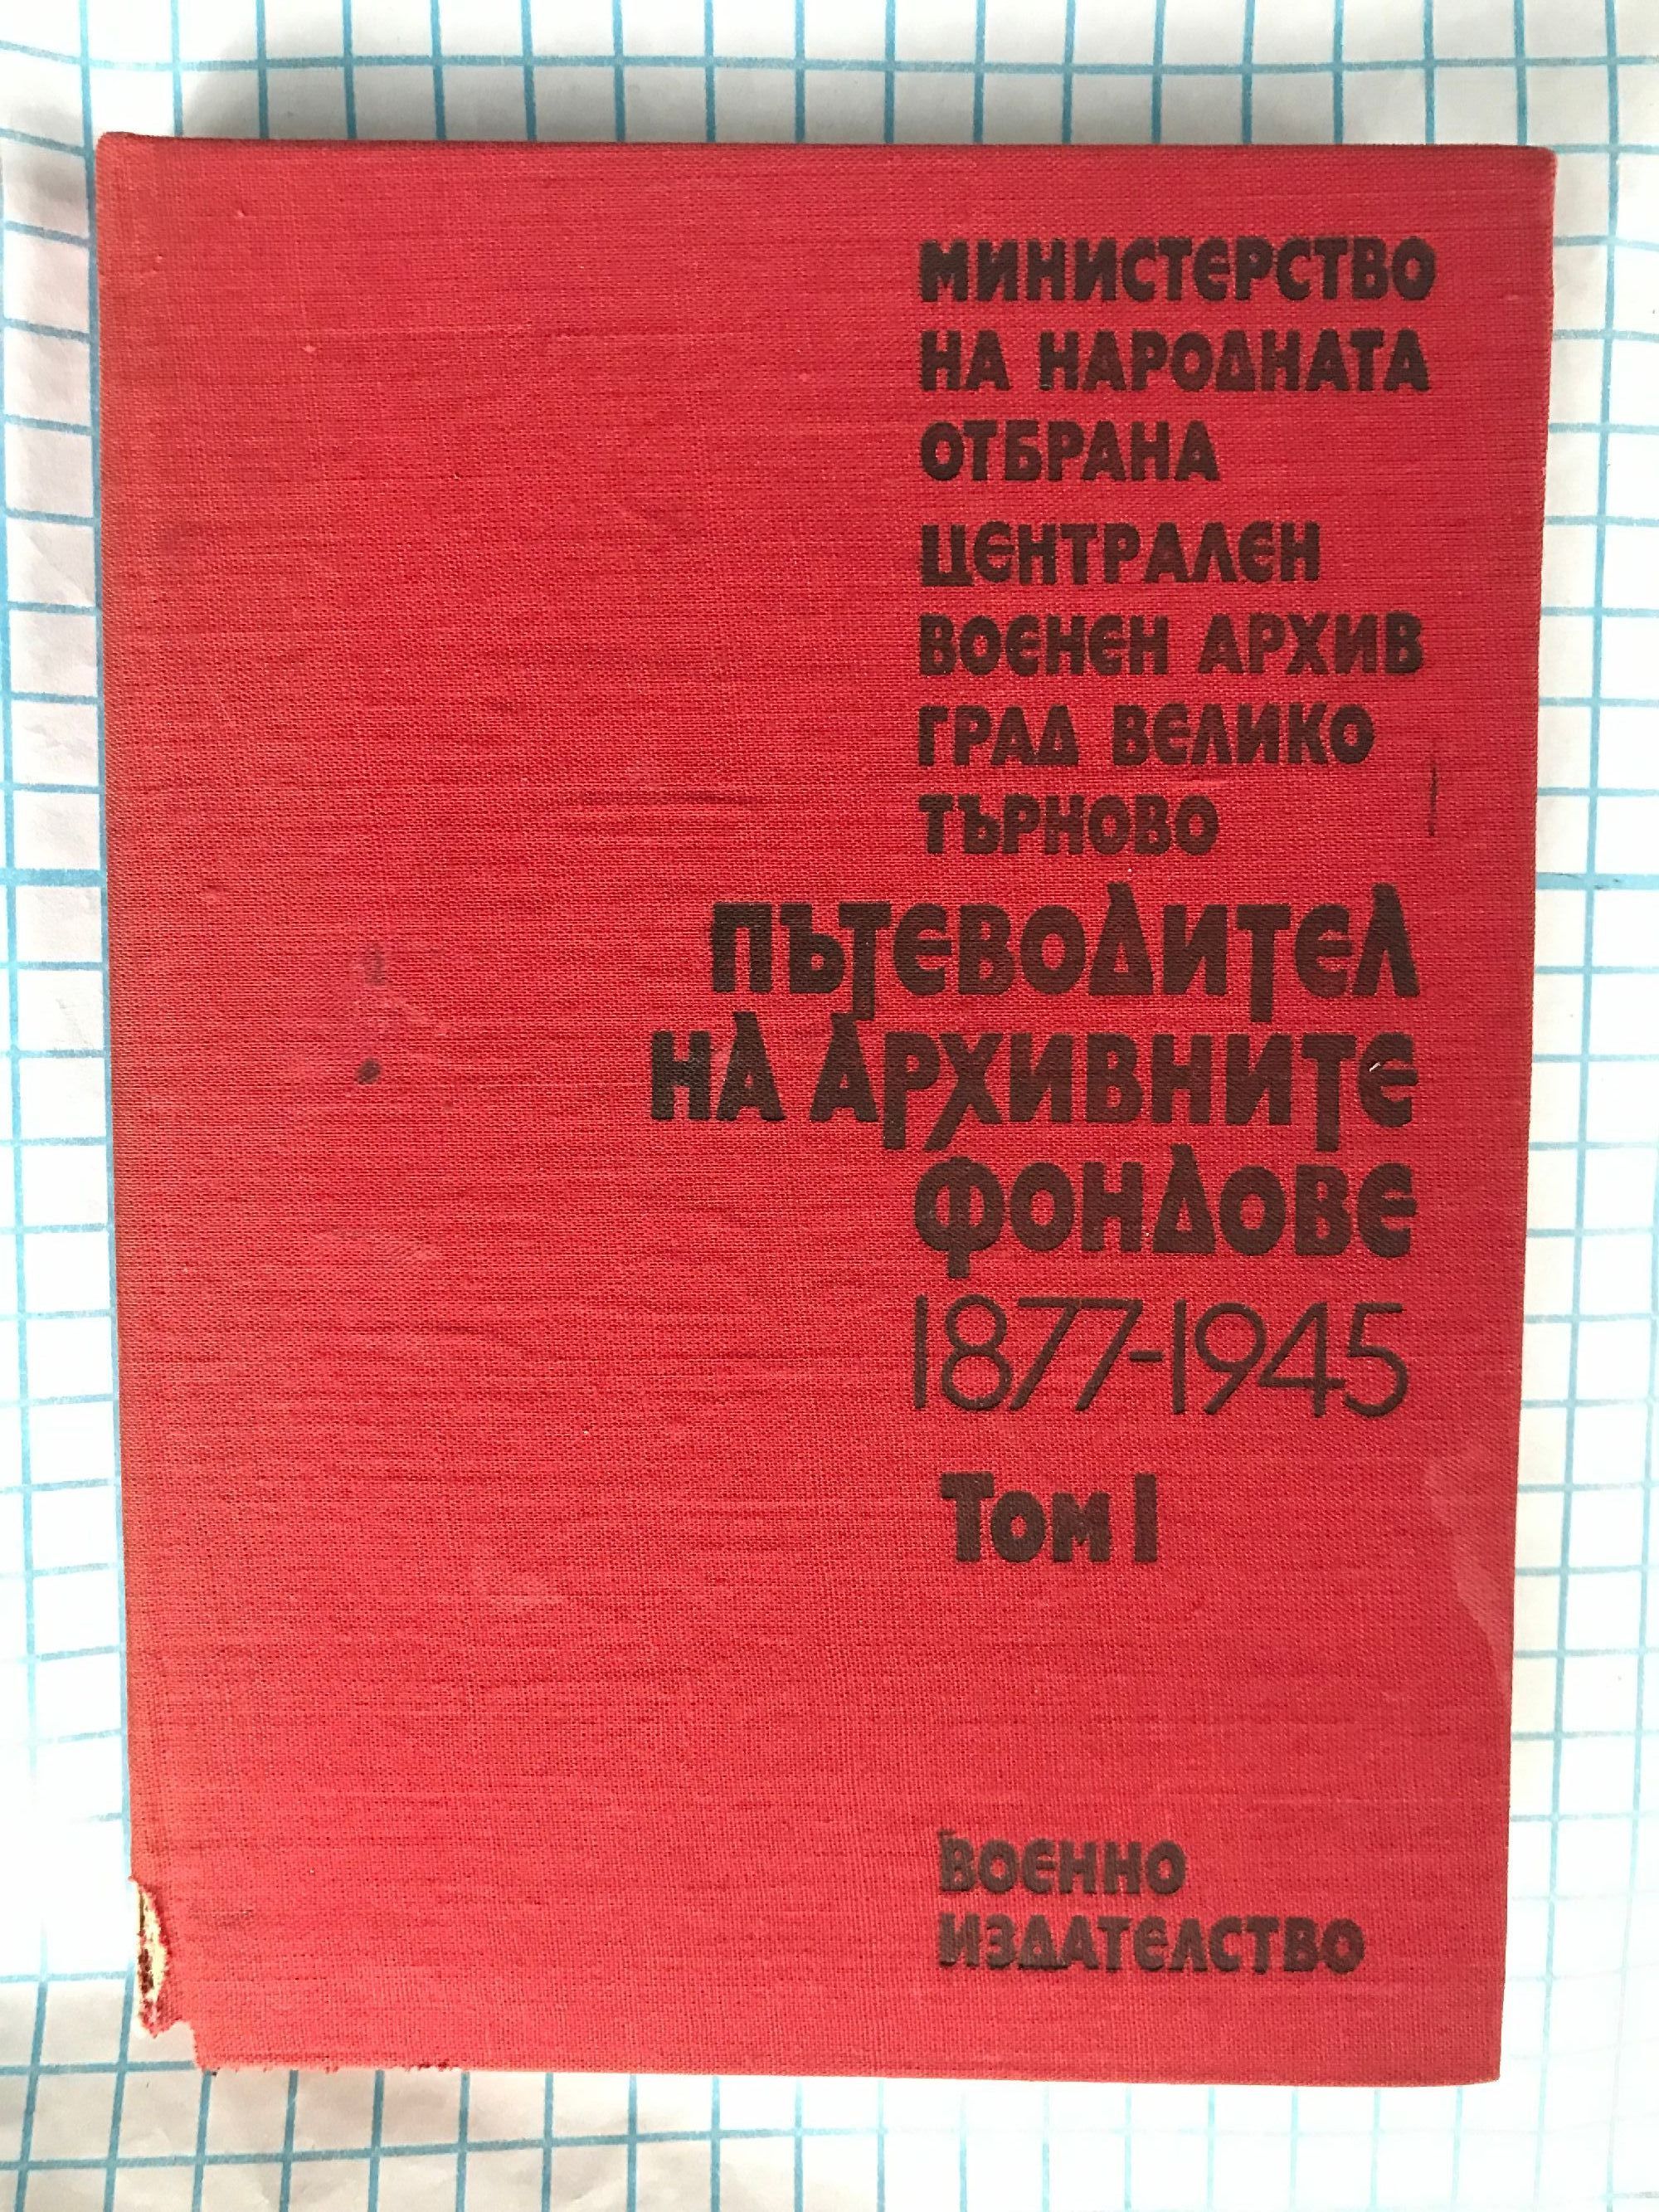 МИНИСТЕРСТВО
НА НАРОДНАТА
ОТБРАНА
ЦЕНТРАЛЕН
ВОЕНЕН АРХИВ
ГРАД ВЕЛИКО
ТЪРНОВО
ПЪТЕВОДИТЕЛ
НА АРХИВНИТЕ
ФОНДОВЕ
1877-1945
Том I
ВОЕННО
ИЗДАТЕЛСТВО